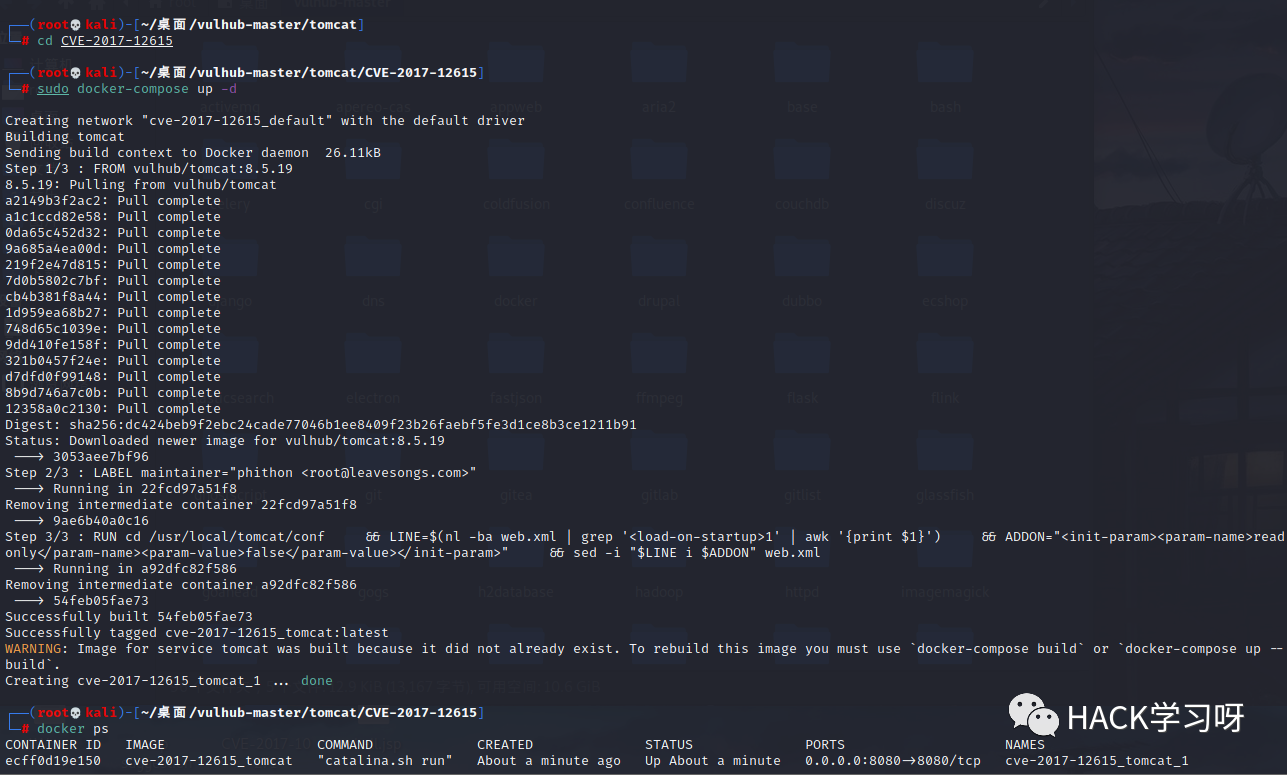 ┌──(root💀kali)-[~/桌面/vulhub-master/tomcat]
└─# cd CVE-2017-12615
┌──(root💀kali)-[~/桌面/vulhub-master/tomcat/CVE-2017-12615]
└─# sudo docker-compose up -d
Creating network "cve-2017-12615_default" with the default driver
Building tomcat
Sending build context to Docker daemon  26.11kB
Step 1/3 : FROM vulhub/tomcat:8.5.19
8.5.19: Pulling from vulhub/tomcat
a2149b3f2ac2: Pull complete
a1c1ccd82e58: Pull complete
0da65c452d32: Pull complete
9a685a4ea00d: Pull complete
219f2e47d815: Pull complete
7d0b5802c7bf: Pull complete
cb4b381f8a44: Pull complete
1d959ea68b27: Pull complete
748d65c1039e: Pull complete
9dd410fe158f: Pull complete
321b0457f24e: Pull complete
d7dfd0f99148: Pull complete
8b9d746a7c0b: Pull complete
12358a0c2130: Pull complete
Digest: sha256:dc424beb9f2ebc24cade77046b1ee8409f23b26faebf5fe3d1ce8b3ce1211b91
Status: Downloaded newer image for vulhub/tomcat:8.5.19
 ---> 3053aee7bf96
Step 2/3 : LABEL maintainer="phithon <root@leavesongs.com>"
 ---> Running in 22fcd97a51f8
Removing intermediate container 22fcd97a51f8
 ---> 9ae6b40a0c16
Step 3/3 : RUN cd /usr/local/tomcat/conf     && LINE=$(nl -ba web.xml | grep '<load-on-startup>1' | awk '{print $1}')     && ADDON="<init-param><param-name>read
only</param-name><param-value>false</param-value></init-param>"     && sed -i "$LINE i $ADDON" web.xml
 ---> Running in a92dfc82f586
Removing intermediate container a92dfc82f586
 ---> 54feb05fae73
Successfully built 54feb05fae73
Successfully tagged cve-2017-12615_tomcat:latest
WARNING: Image for service tomcat was built because it did not already exist. To rebuild this image you must use `docker-compose build` or `docker-compose up --
build`.
Creating cve-2017-12615_tomcat_1 ... done
┌──(root💀kali)-[~/桌面/vulhub-master/tomcat/CVE-2017-12615]
└─# docker ps
CONTAINER ID   IMAGE                   COMMAND             CREATED              STATUS              PORTS                    NAMES
ecff0d19e150   cve-2017-12615_tomcat   "catalina.sh run"   About a minute ago   Up About a minute   0.0.0.0:8080->8080/tcp   cve-2017-12615_tomcat_1
HACK学习呀